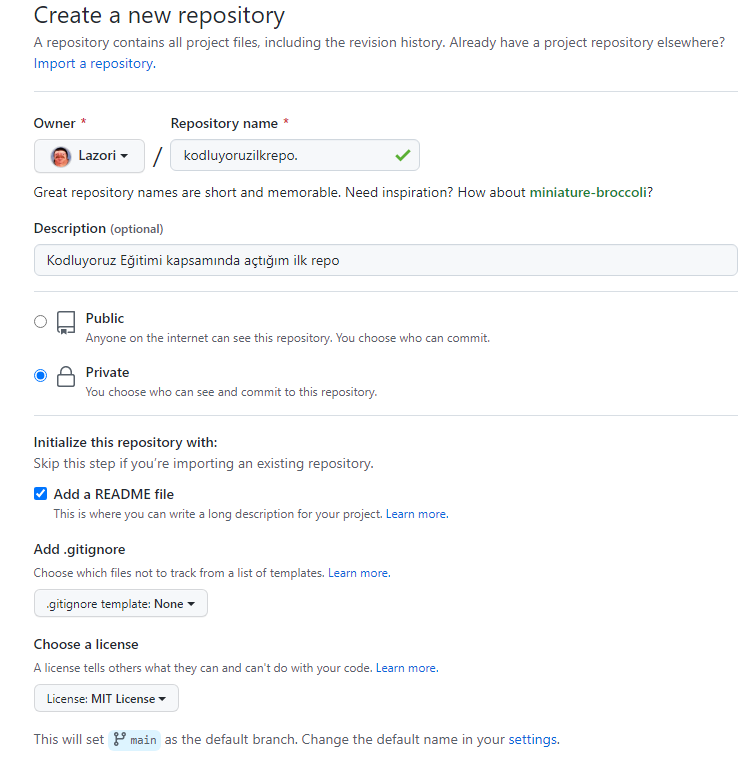 Create a new repository
A repository contains all project files, including the revision history. Already have a project repository elsewhere?
Import a repository.
Owner *
Repository name *
Lazori
/
kodluyoruzilkrepo.
Great repository names are short and memorable. Need inspiration? How about miniature-broccoli?
Description (optional)
Kodluyoruz Eğitimi kapsamında açtığım ilk repo
Public
Anyone on the internet can see this repository. You choose who can commit.
Private
You choose who can see and commit to this repository.
Initialize this repository with:
Skip this step if you're importing an existing repository.
Add a README file
This is where you can write a long description for your project. Learn more.
Add .gitignore
Choose which files not to track from a list of templates. Learn more.
.gitignore template: None
Choose a license
A license tells others what they can and can't do with your code. Learn more.
License: MIT License
This will set main as the default branch. Change the default name in your settings.